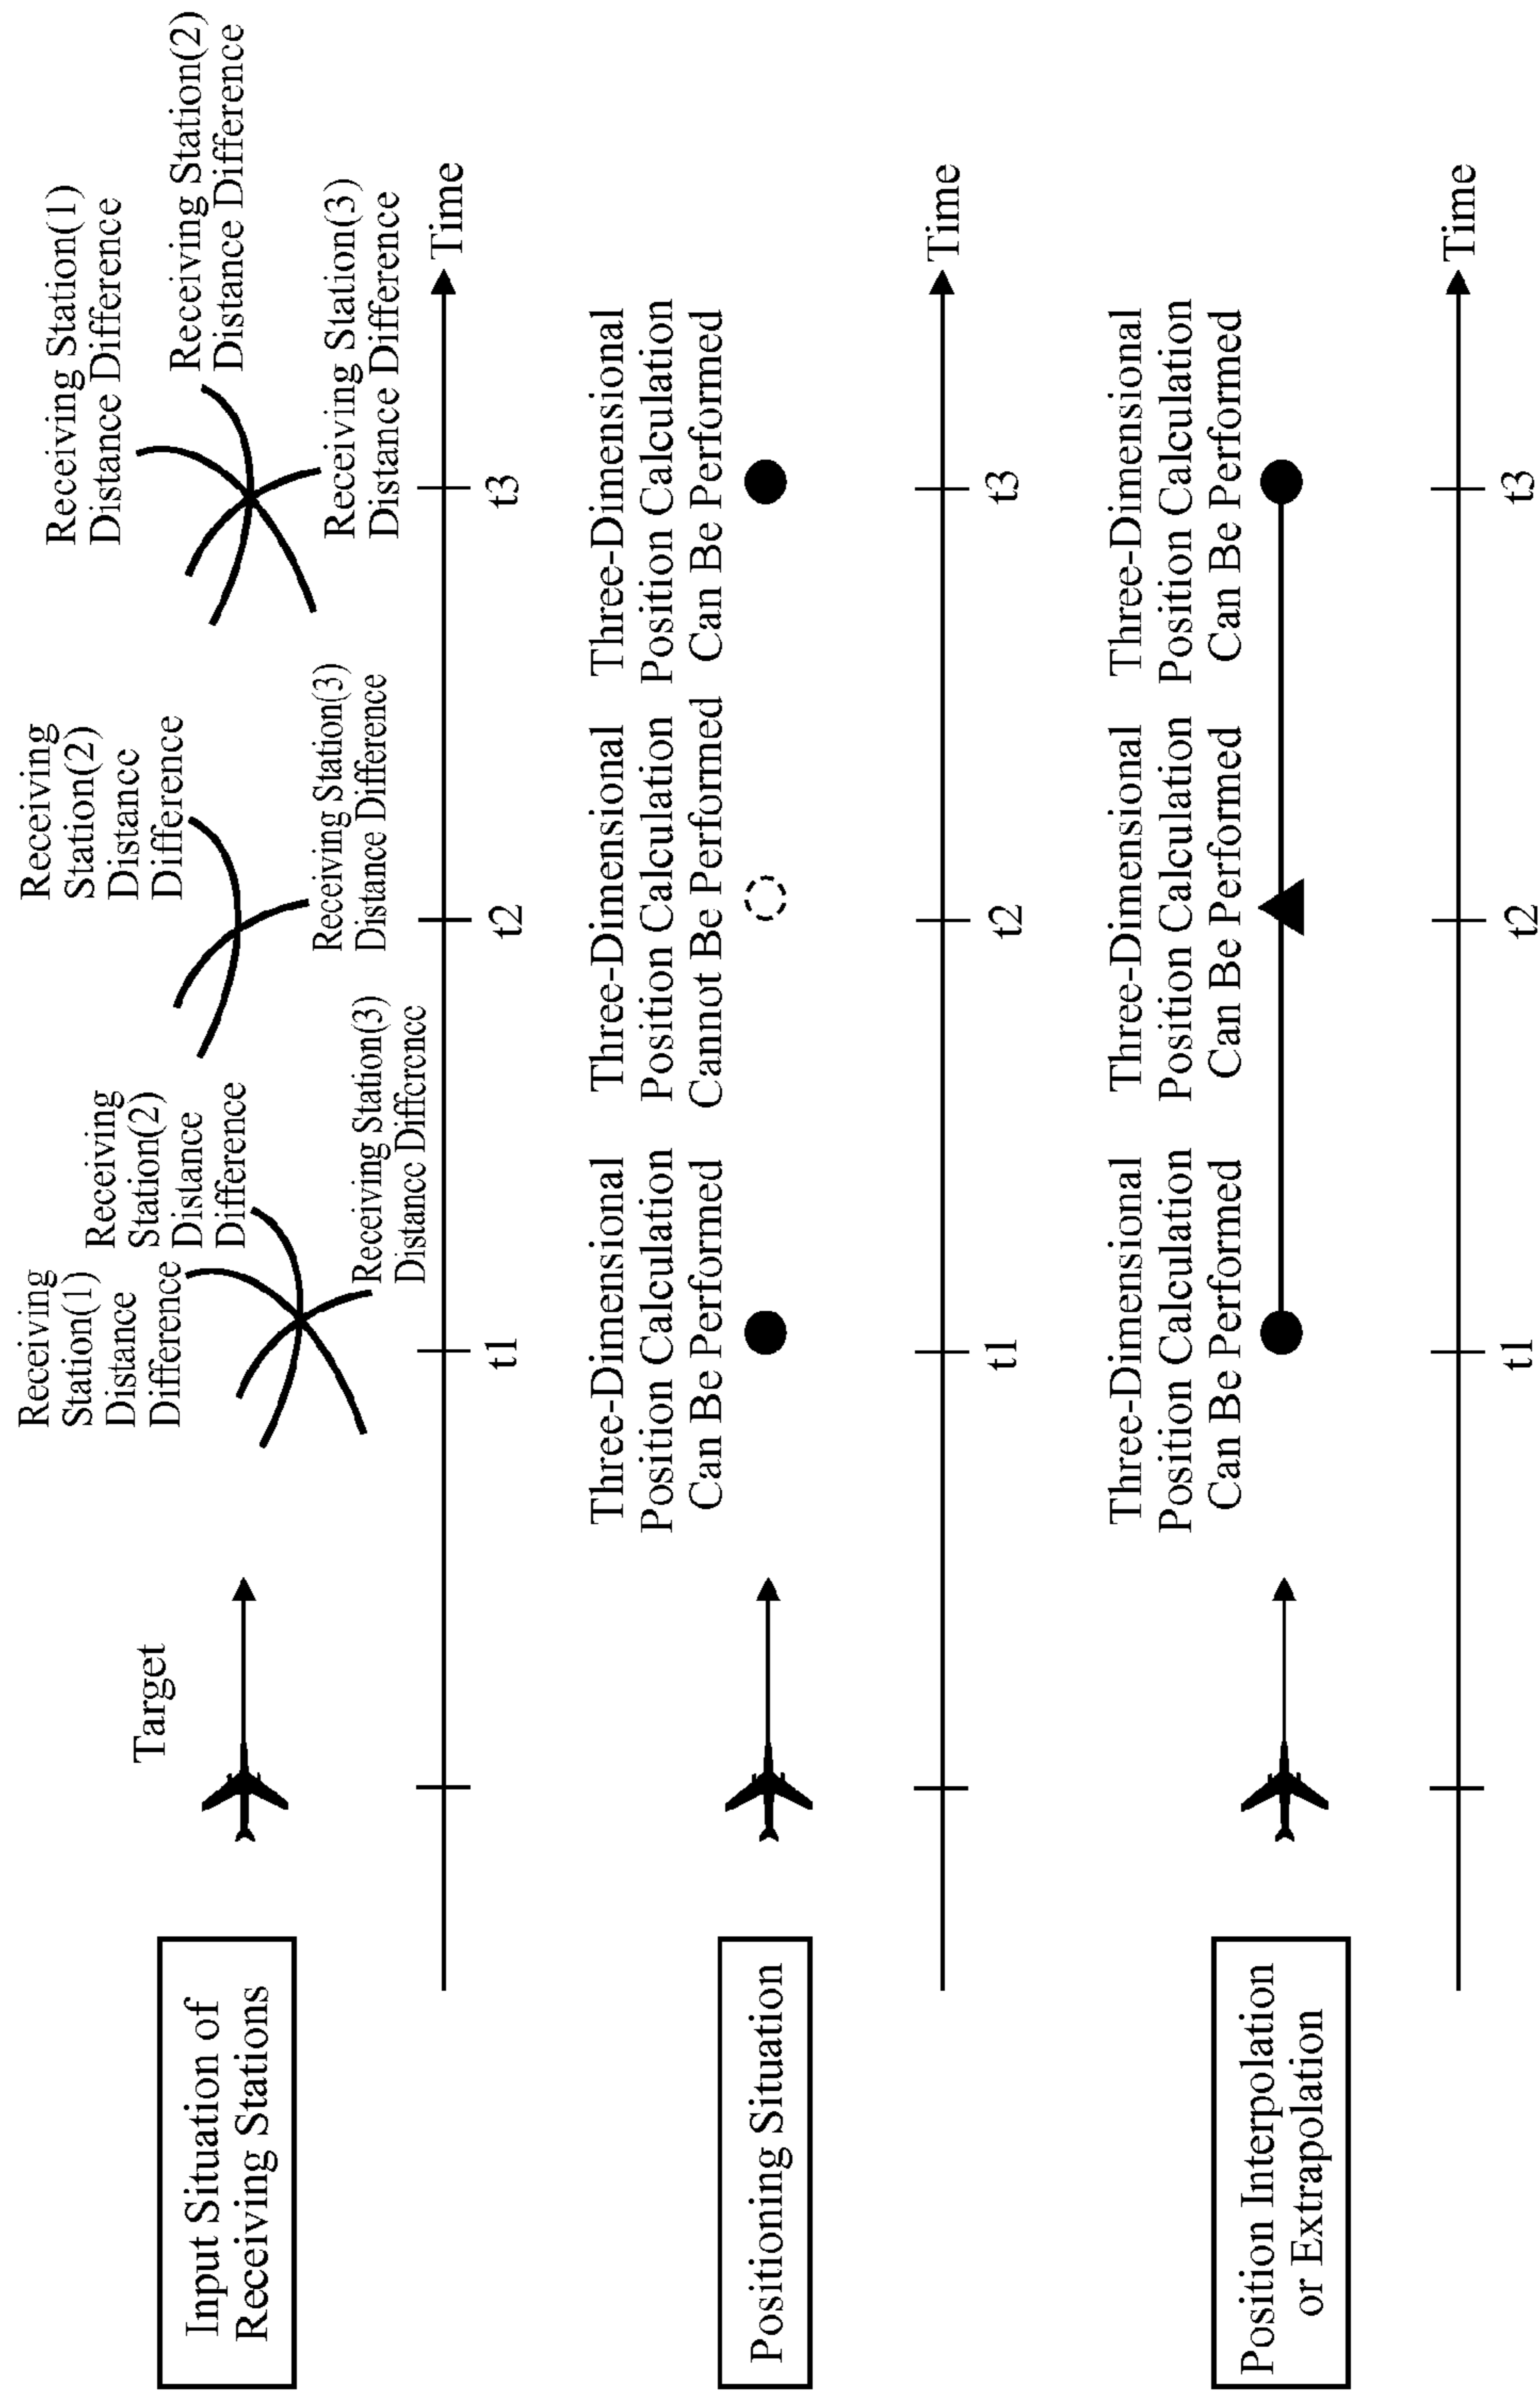 Input Situation of
Receiving Stations
Target
Receiving
Station(1)
Distance
Difference
Receiving
Station(2)
Distance
Difference
Receiving Station(3)
Distance Difference
Receiving
Station(2)
Distance
Difference
Receiving Station(3)
Distance Difference
Receiving Station(1)
Distance Difference
Receiving Station(2)
Distance Difference
Receiving Station(3)
Distance Difference
t1
t2
t3
Time
Positioning Situation
Three-Dimensional
Position Calculation
Can Be Performed
Three-Dimensional
Position Calculation
Cannot Be Performed
Three-Dimensional
Position Calculation
Can Be Performed
t1
t2
t3
Time
Position Interpolation
or Extrapolation
Three-Dimensional
Position Calculation
Can Be Performed
Three-Dimensional
Position Calculation
Can Be Performed
Three-Dimensional
Position Calculation
Can Be Performed
t1
t2
t3
Time